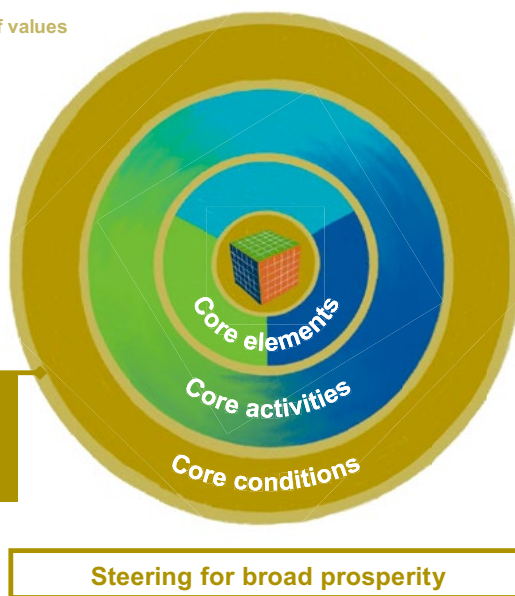 f values
Core elements
Core activities
Core conditions
Steering for broad prosperity